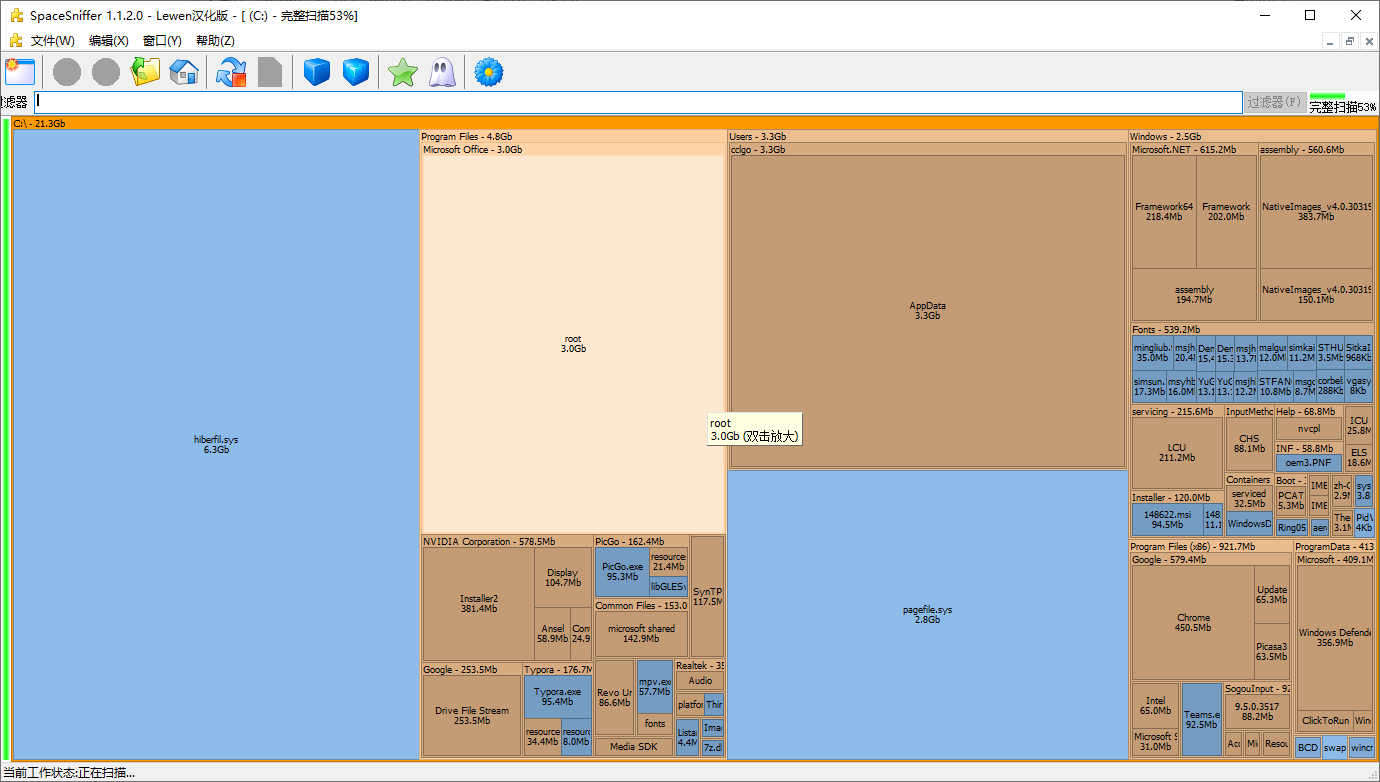 SpaceSniffer 1.1.2.0 - Lewen汉化版 - [ (C:) - 完整扫描53%]
文件(W) 编辑(X) 窗口(Y) 帮助(Z)
过滤器
过滤器(F)
完整扫描53%
C:\ - 21.3Gb
hiberfil.sys
6.3Gb
Program Files - 4.8Gb
Microsoft Office - 3.0Gb
root
3.0Gb
root
3.0Gb (双击放大)
NVIDIA Corporation - 578.5Mb
Installer2
381.4Mb
Display
104.7Mb
Ansel
58.9Mb
Con
24.9
PicGo - 162.4Mb
PicGo.exe
95.3Mb
resource
21.4Mb
libGLES
Common Files - 153.0
microsoft shared
142.9Mb
SynTP
117.5M
Google - 253.5Mb
Drive File Stream
253.5Mb
Typora - 176.7M
Typora.exe
95.4Mb
resource
34.4Mb
resour
8.0Mb
Revo Un
86.6Mb
mpv.ex
57.7Mb
fonts
Media SDK
Realtek - 35
Audio
platfor
Thir
Listar
4.4M
Imag
7z.dl
Users - 3.3Gb
cclgo - 3.3Gb
AppData
3.3Gb
pagefile.sys
2.8Gb
Windows - 2.5Gb
Microsoft.NET - 615.2Mb
Framework64
218.4Mb
Framework
202.0Mb
assembly
194.7Mb
assembly - 560.6Mb
NativeImages_v4.0.30319
383.7Mb
NativeImages_v4.0.30319
150.1Mb
Fonts - 539.2Mb
mingliub.
35.0Mb
msjh
20.4
Den
15.4
Den
15.3
msjh
13.7
malgur
12.0M
simkai
11.2M
STHU
3.5Mb
SitkaI
968Kb
simsun.
17.3Mb
msyhb
16.0M
YuG
13.1
YuG
13.
msjh
12.2
STFAN
10.8Mb
msgo
8.7M
corbel
288Kb
vgasy
8Kb
servicing - 215.6Mb
LCU
211.2Mb
InputMetho
CHS
88.1Mb
Help - 68.8Mb
nvcpl
INF - 58.8Mb
oem3.PNF
ICU
25.8M
ELS
18.6M
Installer - 120.0Mb
148622.msi
94.5Mb
148
11.1
Containers
serviced
32.5Mb
WindowsD
Boot -
PCAT
5.3Mb
Ring05
IME
IME
aer
zh-C
2.9M
sys
3.8
The
3.1M
Pid\
4Kb
Program Files (x86) - 921.7Mb
Google - 579.4Mb
Chrome
450.5Mb
Update
65.3Mb
Picasa3
63.5Mb
Intel
65.0Mb
Microsoft S
31.0Mb
Teams.e
92.5Mb
SogouInput - 92
9.5.0.3517
88.2Mb
Acc
Mi
Resou
ProgramData - 413
Microsoft - 409.1M
Windows Defende
356.9Mb
ClickToRun
Win
BCD
swap
wincr
当前工作状态:正在扫描...